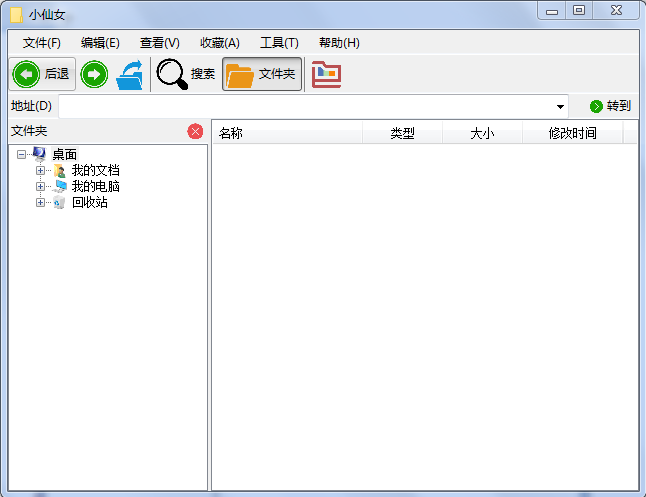 小仙女
文件(F) 编辑(E) 查看(V) 收藏(A) 工具(T) 帮助(H)
后退 搜索 文件夹
地址(D) 转到
文件夹
名称 类型 大小 修改时间
桌面
我的文档
我的电脑
回收站